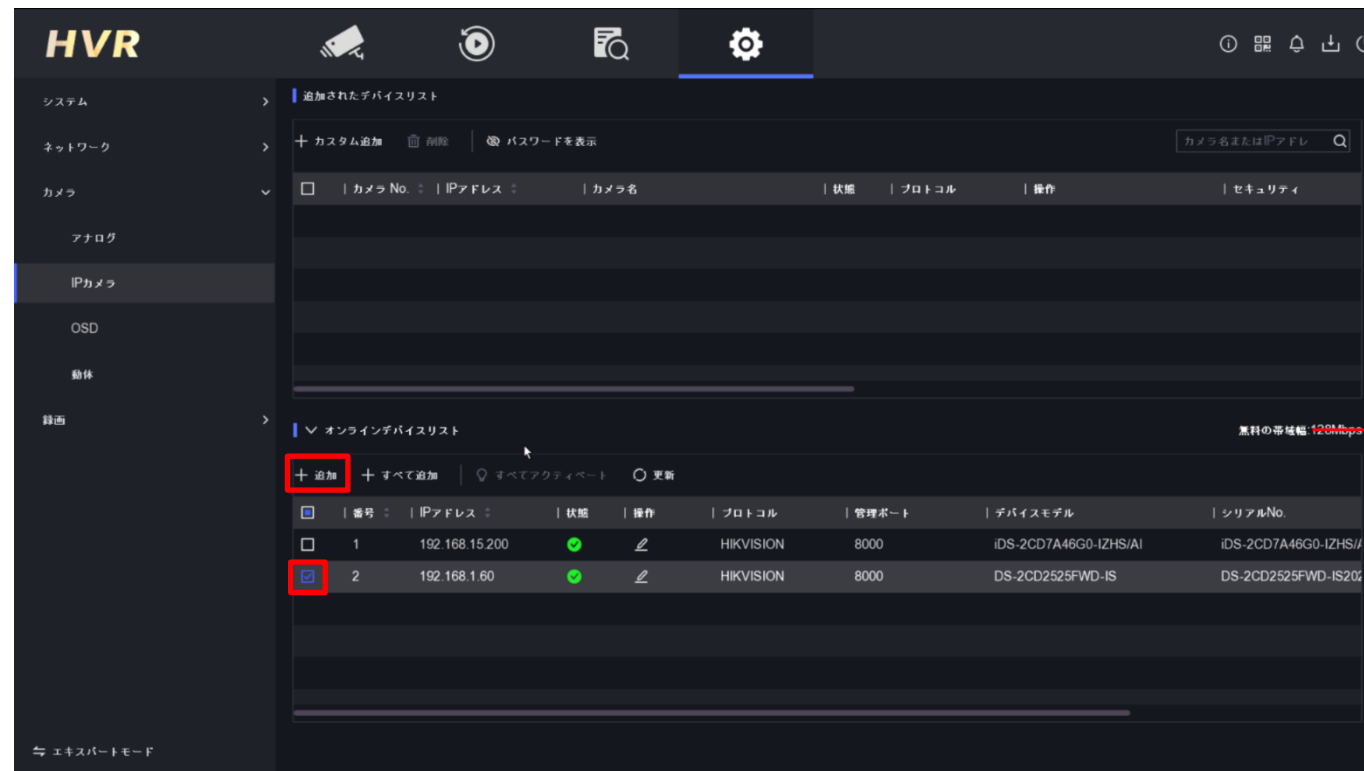 HVR
システム
追加されたデバイスリスト
ネットワーク
カスタム追加 削除 パスワードを表示 カメラ名またはIPアドレ
カメラ
カメラ No. IPアドレス カメラ名 状態 プロトコル 操作 セキュリティ
アナログ
IPカメラ
OSD
動体
録画
オンラインデバイスリスト 無料の帯域幅:128Mbps
追加 すべて追加 すべてアクティベート 更新
番号 IPアドレス 状態 操作 プロトコル 管理ポート デバイスモデル シリアルNo.
1 192.168.15.200 HIKVISION 8000 iDS-2CD7A46G0-IZHS/AI iDS-2CD7A46G0-IZHS/
2 192.168.1.60 HIKVISION 8000 DS-2CD2525FWD-IS DS-2CD2525FWD-IS202
エキスパートモード